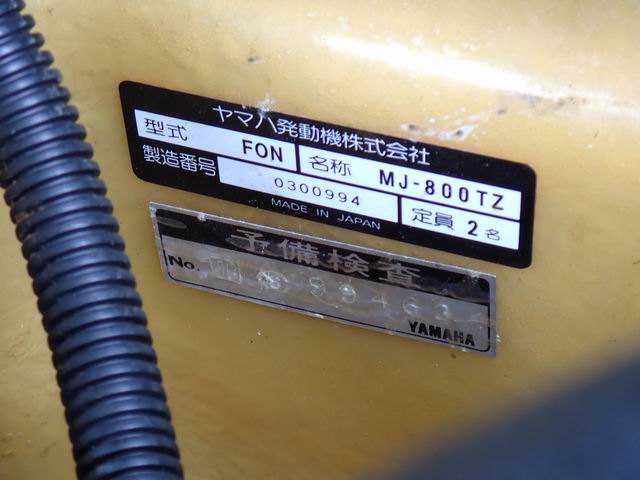 ヤマハ発動機株式会社
型式 FON 名称 MJ-800TZ
製造番号 0300994 定員 2名
MADE IN JAPAN
予備検査
No.
YAMAHA